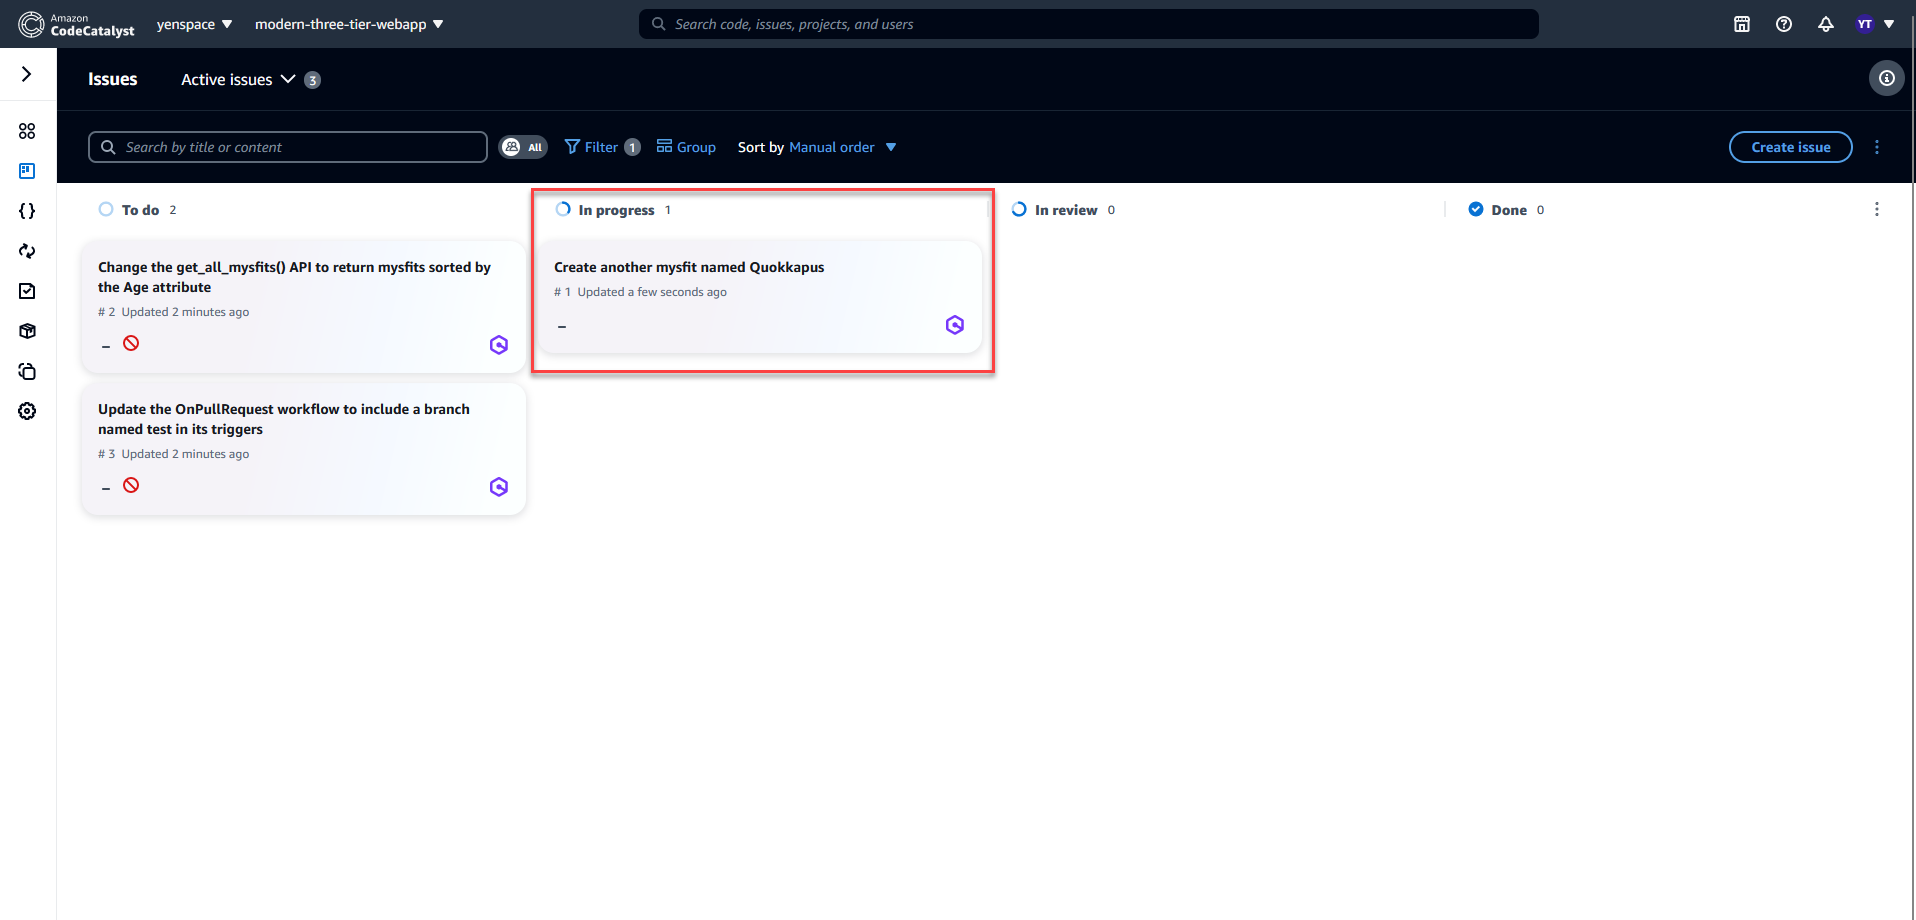 Amazon
CodeCatalyst
yenspace
modern-three-tier-webapp
Search code, issues, projects, and users
YT
Issues
Active issues
3
Search by title or content
All
Filter
1
Group
Sort by Manual order
Create issue
To do 2
In progress 1
In review 0
Done 0
Change the get_all_mysfits() API to return mysfits sorted by
the Age attribute
# 2 Updated 2 minutes ago
–
Create another mysfit named Quokkapus
# 1 Updated a few seconds ago
–
Update the OnPullRequest workflow to include a branch
named test in its triggers
# 3 Updated 2 minutes ago
–